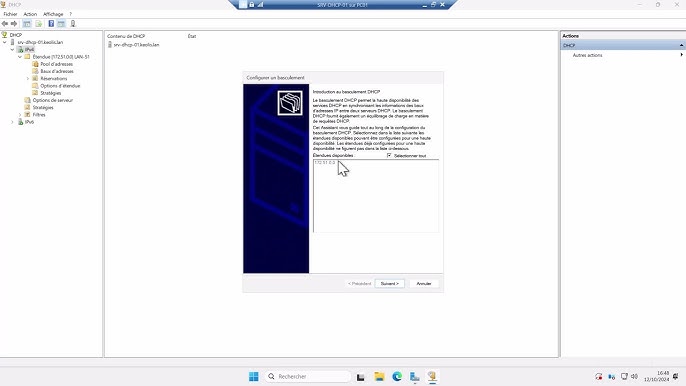 SRV-DHCP-01 sur PC01
DHCP
Fichier Action Affichage ?
DHCP
srv-dhcp-01.keolis.lan
IPv4
Étendue [172.51.0.0] LAN-51
Pool d'adresses
Baux d'adresses
Réservations
Options d'étendue
Stratégies
Options de serveur
Stratégies
Filtres
IPv6
Contenu de DHCP État
srv-dhcp-01.keolis.lan
Actions
DHCP
Autres actions
Configurer un basculement
Introduction au basculement DHCP
Le basculement DHCP permet la haute disponibilité des
services DHCP en synchronisant les informations des baux
d'adresses IP entre deux serveurs DHCP. Le basculement
DHCP fournit également un équilibrage de charge en matière
de requêtes DHCP.
Cet Assistant vous guide tout au long de la configuration du
basculement DHCP. Sélectionnez dans la liste suivante les
étendues disponibles pouvant être configurées pour une haute
disponibilité. Les étendues déjà configurées pour une haute
disponibilité ne figurent pas dans la liste ci-dessous.
Étendues disponibles : Sélectionner tout
172.51.0.0
< Précédent Suivant > Annuler
Rechercher
16:48
12/10/2024